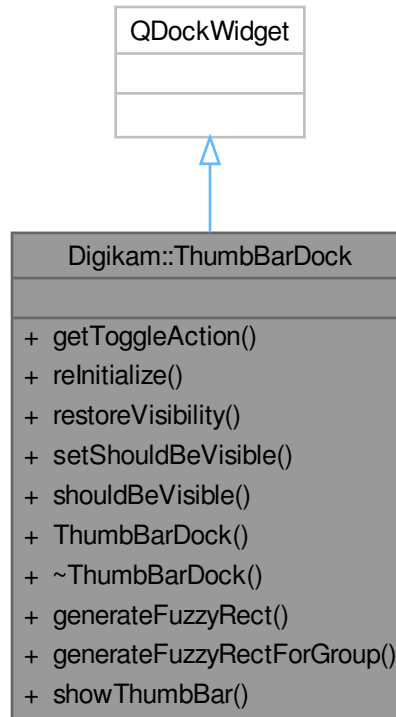 QDockWidget
Digikam::ThumbBarDock
+ getToggleAction()
+ reInitialize()
+ restoreVisibility()
+ setShouldBeVisible()
+ shouldBeVisible()
+ ThumbBarDock()
+ ~ThumbBarDock()
+ generateFuzzyRect()
+ generateFuzzyRectForGroup()
+ showThumbBar()